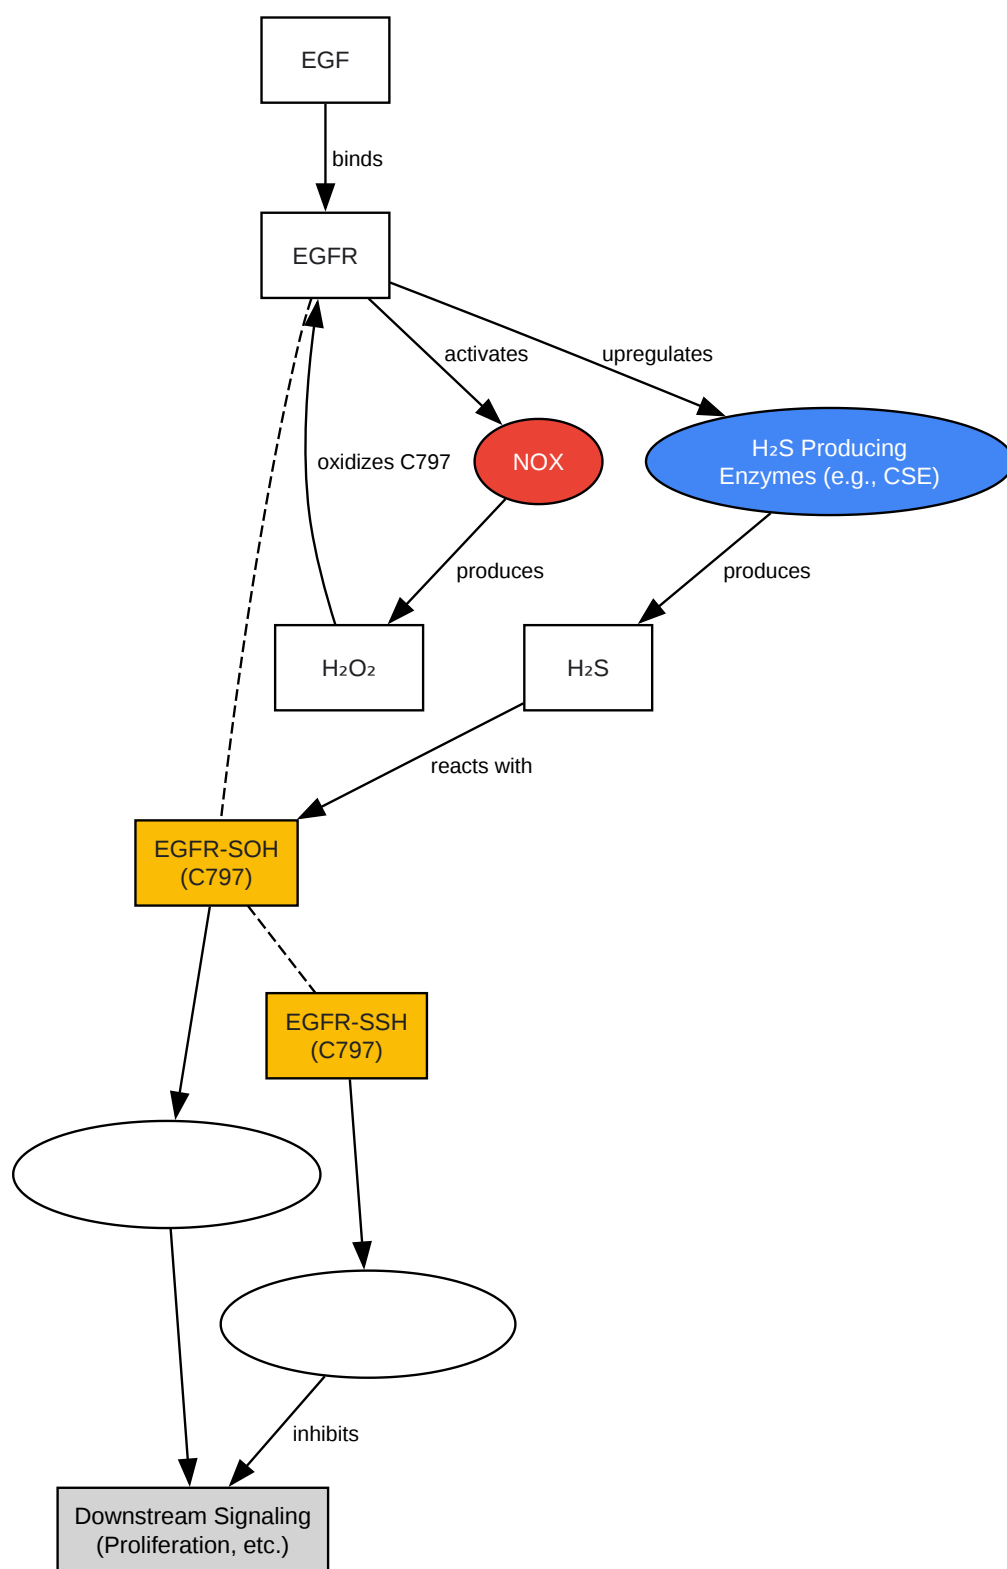 EGF
binds
EGFR
activates
upregulates
oxidizes C797
NOX
H₂S Producing
Enzymes (e.g., CSE)
produces
produces
H₂O₂
H₂S
reacts with
EGFR-SOH
(C797)
EGFR-SSH
(C797)
inhibits
Downstream Signaling
(Proliferation, etc.)